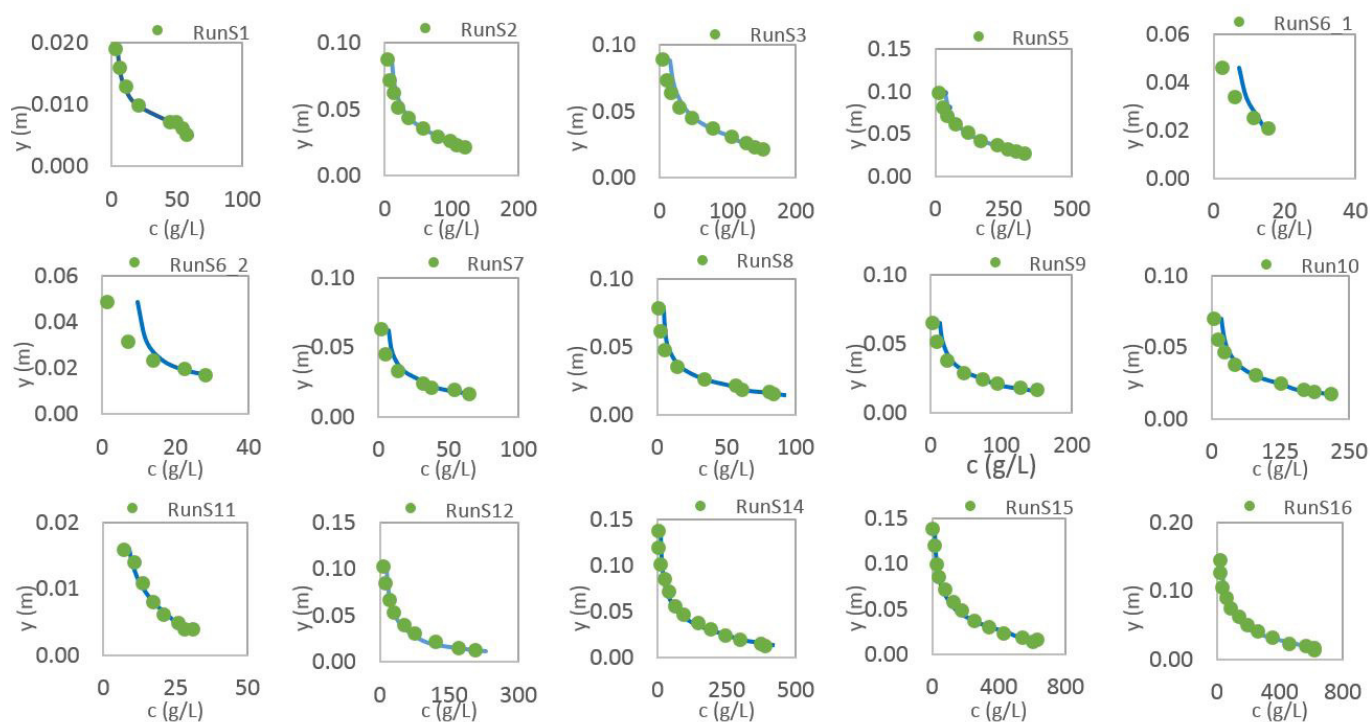 RunS1
0.020
0.010
0.000
y (m)
0
50
100
c (g/L)
RunS2
0.10
0.05
0.00
y (m)
0
100
200
c (g/L)
RunS3
0.10
0.05
0.00
y (m)
0
100
200
c (g/L)
RunS5
0.15
0.10
0.05
0.00
y (m)
0
250
500
c (g/L)
RunS6_1
0.06
0.04
0.02
0.00
y (m)
0
20
40
c (g/L)
RunS6_2
0.06
0.04
0.02
0.00
y (m)
0
20
40
c (g/L)
RunS7
0.10
0.05
0.00
y (m)
0
50
100
c (g/L)
RunS8
0.10
0.05
0.00
y (m)
0
50
100
c (g/L)
RunS9
0.10
0.05
0.00
y (m)
0
100
200
c (g/L)
Run10
0.10
0.05
0.00
y (m)
0
125
250
c (g/L)
RunS11
0.02
0.01
0.00
y (m)
0
25
50
c (g/L)
RunS12
0.15
0.10
0.05
0.00
y (m)
0
150
300
c (g/L)
RunS14
0.15
0.10
0.05
0.00
y (m)
0
200
400
c (g/L)
RunS15
0.15
0.10
0.05
0.00
y (m)
0
400
800
c (g/L)
RunS16
0.20
0.10
0.00
y (m)
0
400
800
c (g/L)